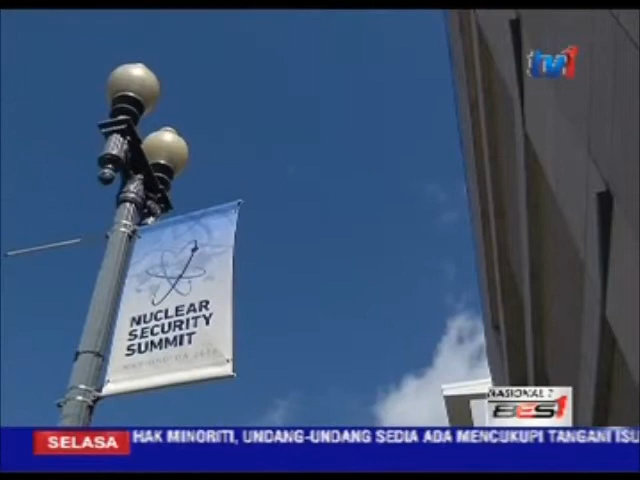 tv1
NUCLEAR
SECURITY
SUMMIT
NASIONAL 7
BES1
SELASA
HAK MINORITI, UNDANG-UNDANG SEDIA ADA MENCUKUPI TANGANI ISU